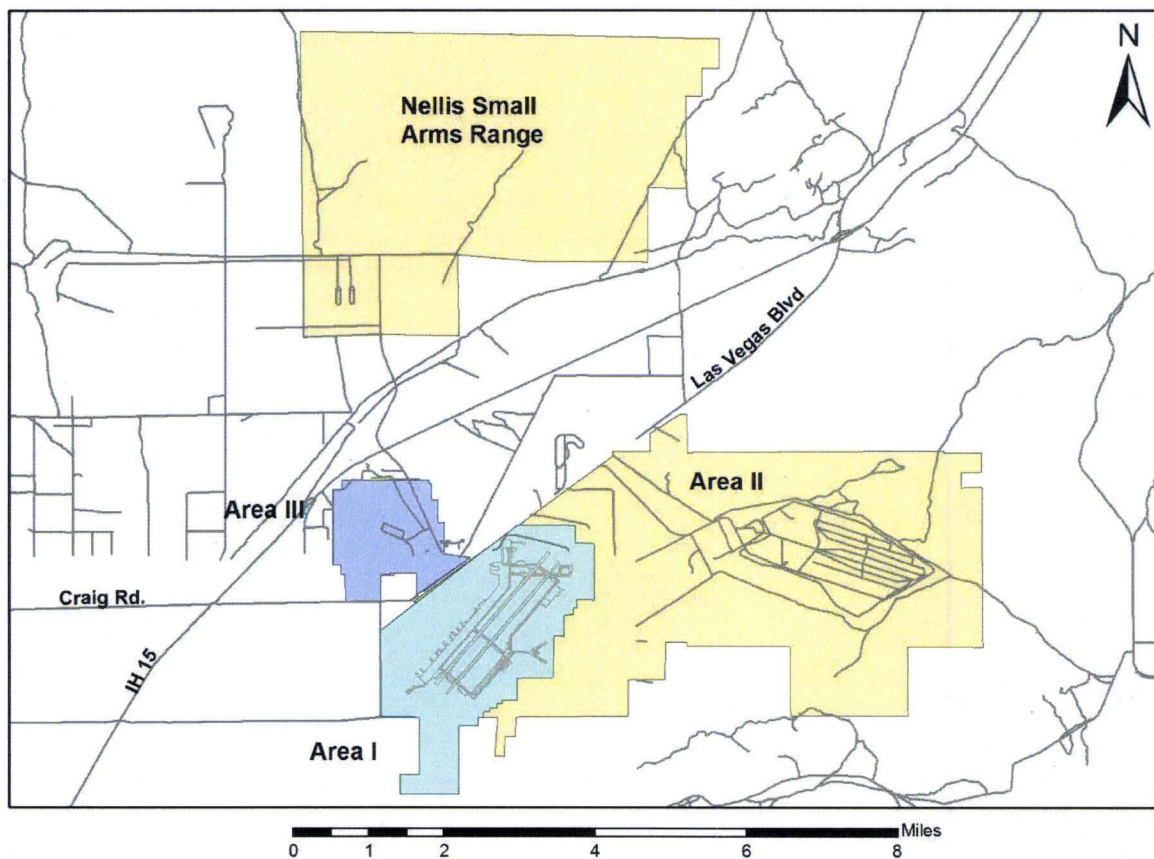 N
Nellis Small
Arms Range
Las Vegas Blvd
Area II
Area III
Craig Rd.
IH 15
Area I
Miles
0 1 2 4 6 8